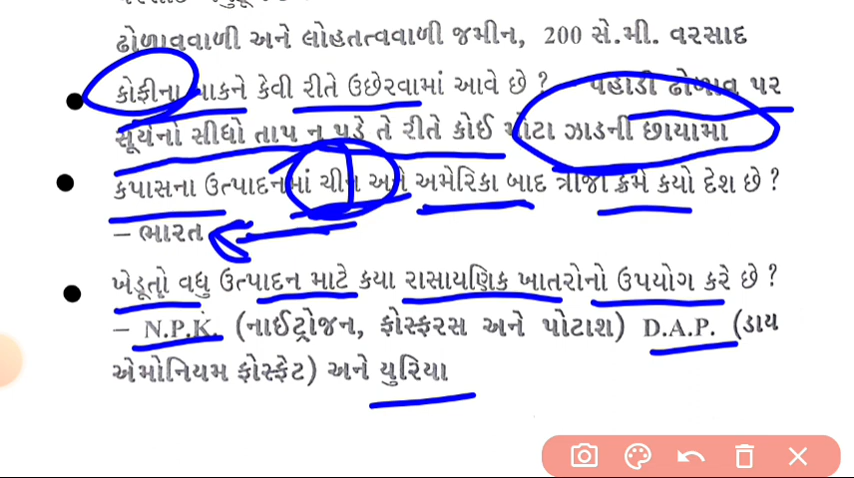 ઢોળાવવાળી અને લોહતત્વવાળી જમીન, 200 સે.મી. વરસાદ
કોફીના પાકને કેવી રીતે ઉછેરવામાં આવે છે ? – પહાડી ઢોળાવ પર
સૂર્યનો સીધો તાપ ન પડે તે રીતે કોઈ મોટા ઝાડની છાયામા
કપાસના ઉત્પાદનમાં ચીન અને અમેરિકા બાદ ત્રીજા ક્રમે કયો દેશ છે ?
– ભારત
ખેડૂતો વધુ ઉત્પાદન માટે કયા રાસાયણિક ખાતરોનો ઉપયોગ કરે છે ?
– N.P.K. (નાઈટ્રોજન, ફોસ્ફરસ અને પોટાશ) D.A.P. (ડાય
એમોનિયમ ફોસ્ફેટ) અને યુરિયા